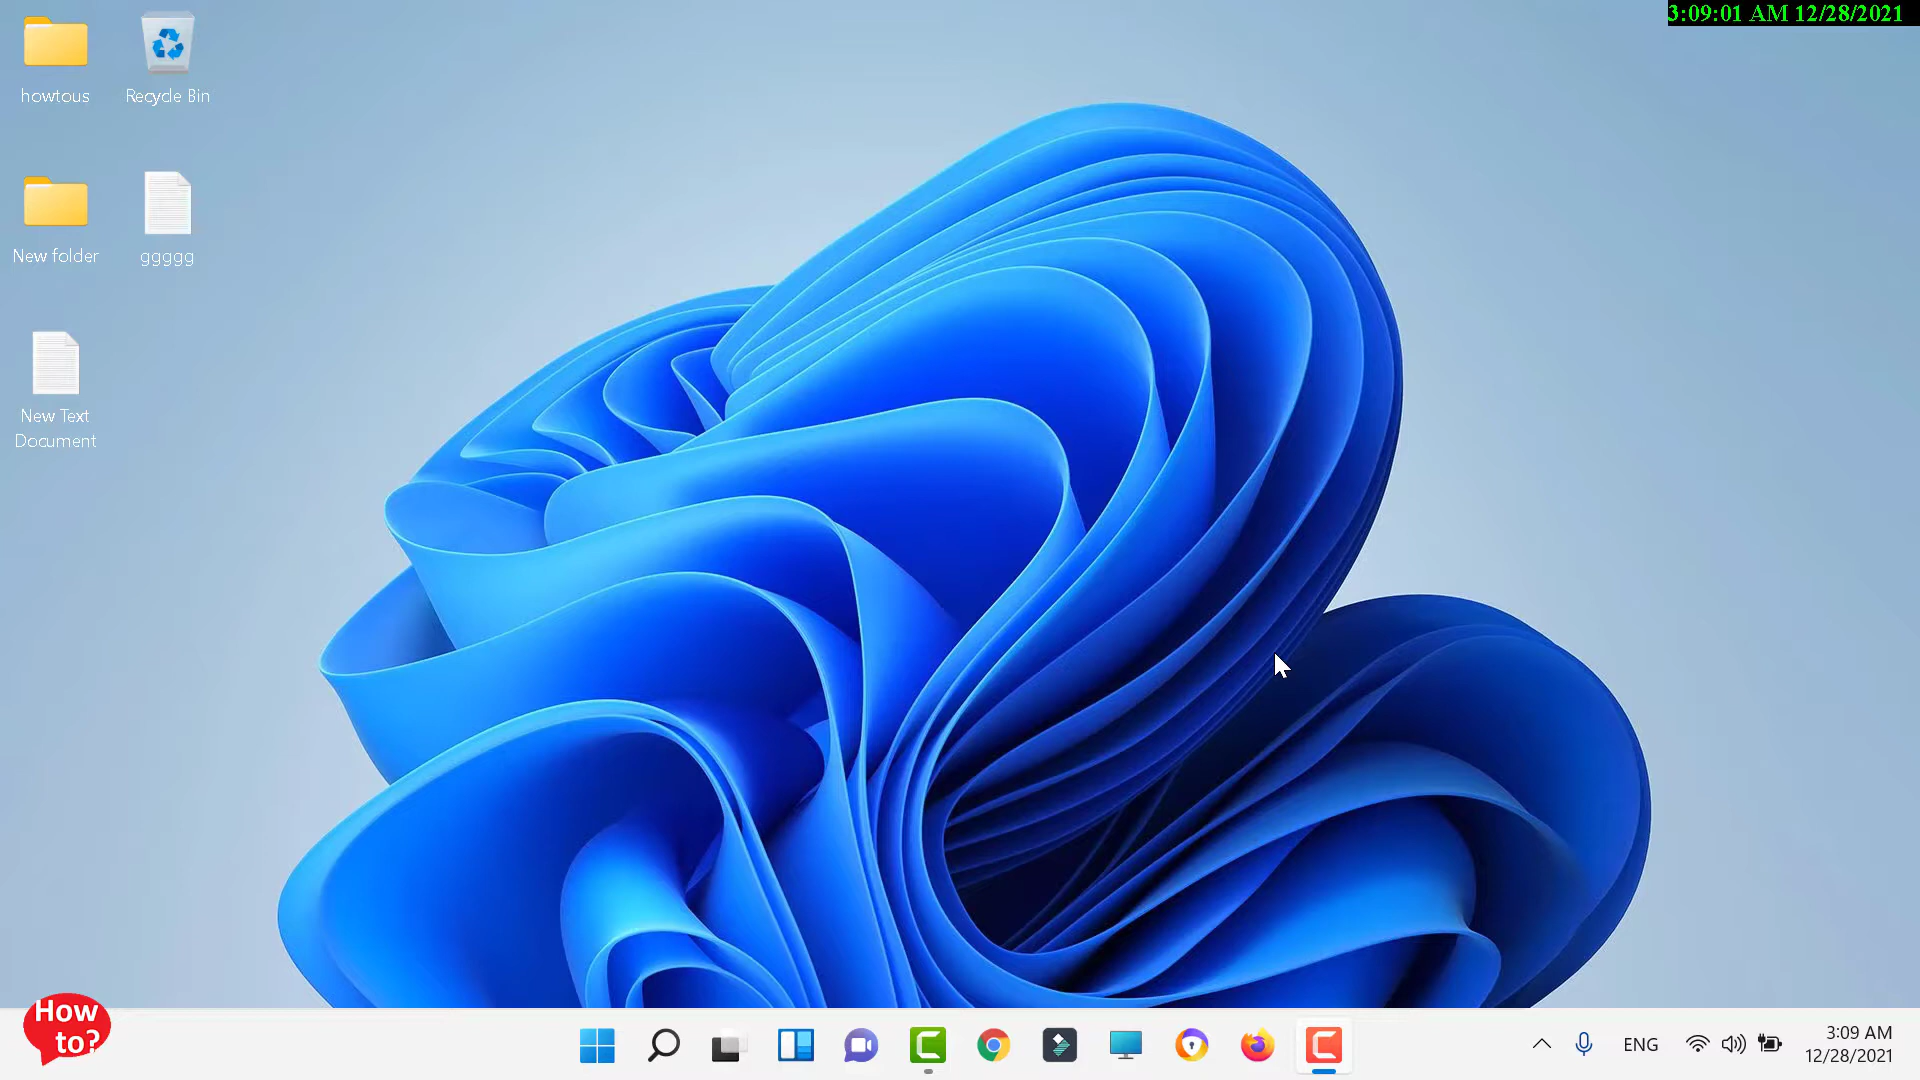 3:09:01 AM 12/28/2021
howtous
Recycle Bin
New folder
ggggg
New Text
Document
How
to?
ENG
3:09 AM
12/28/2021